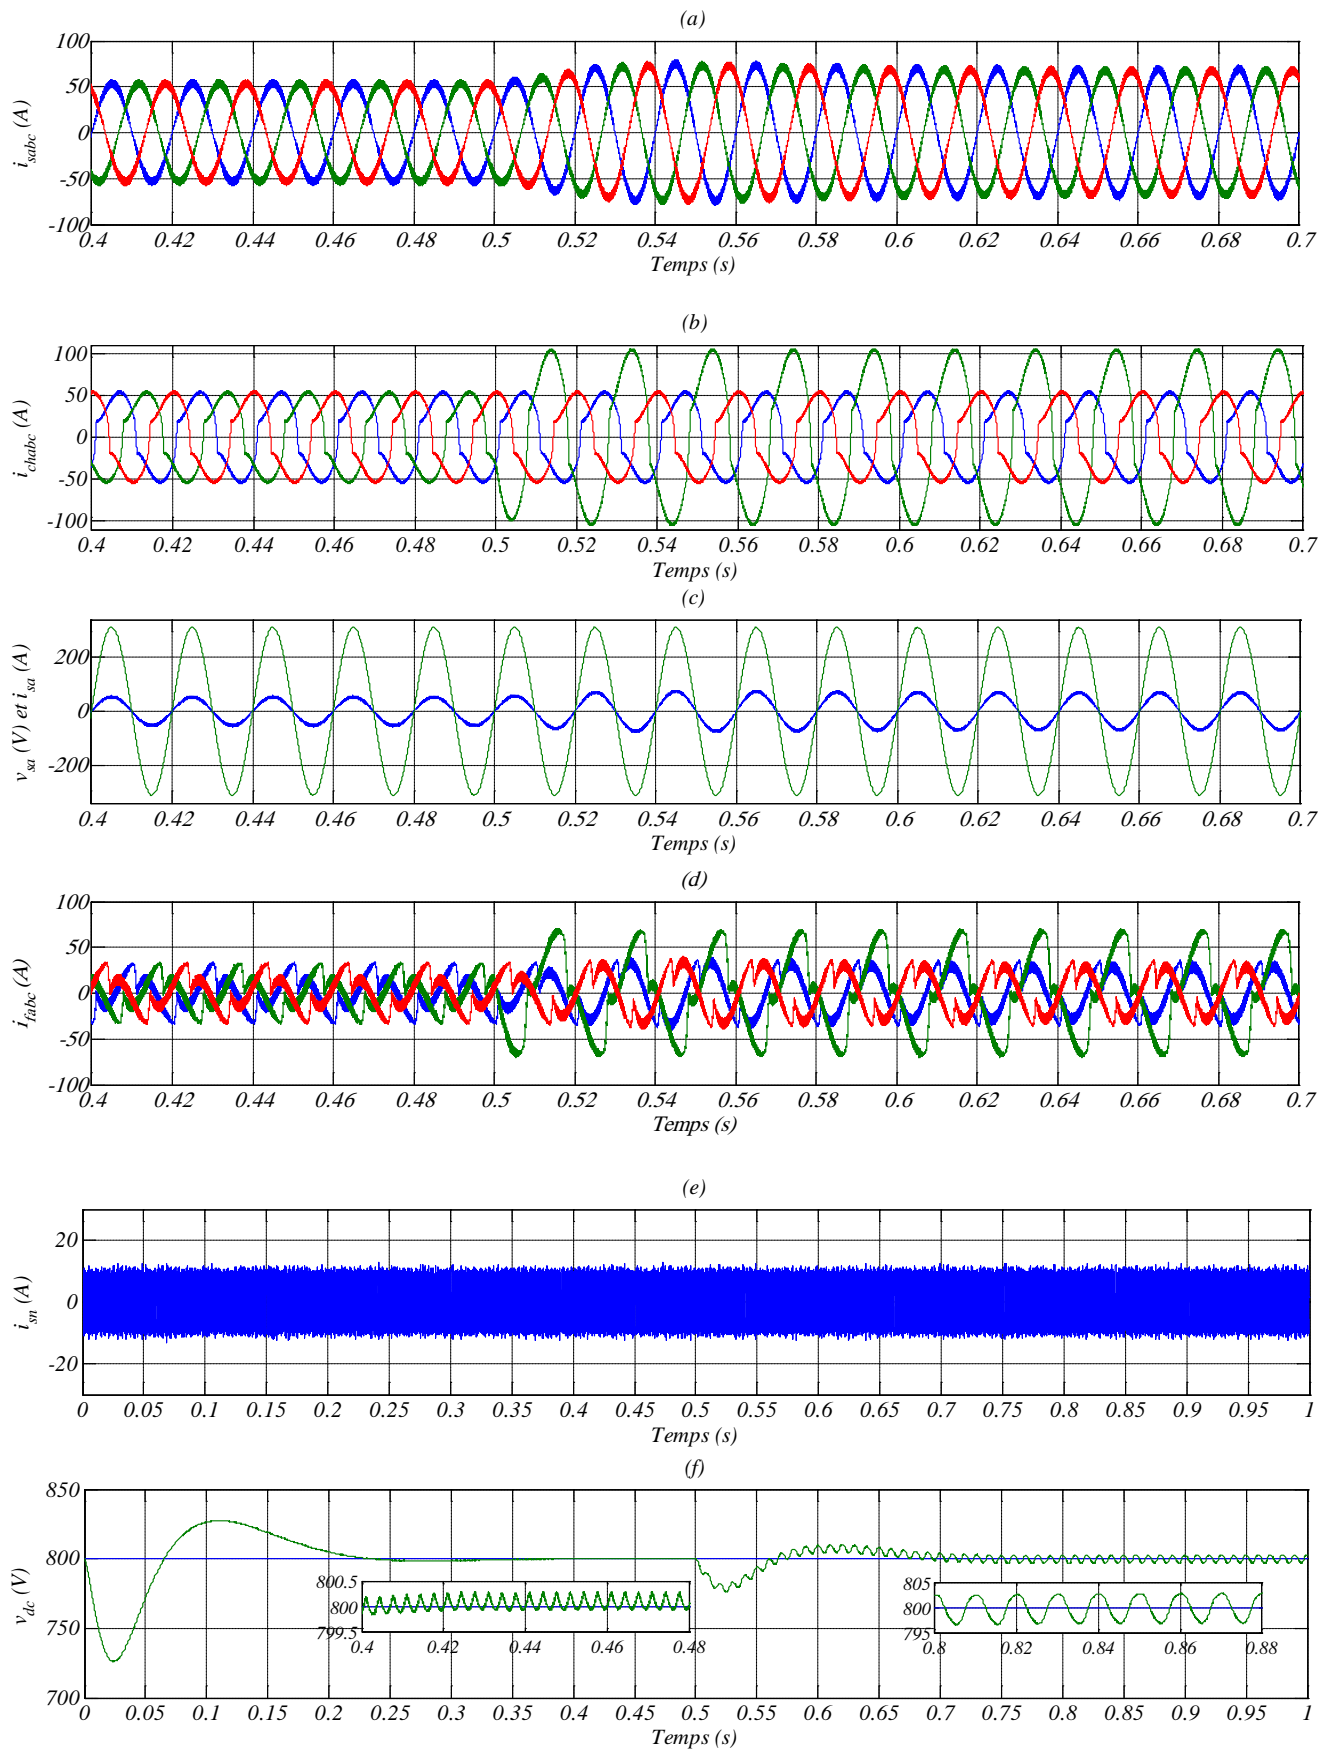 (a)
i_sabc (A)
100
50
0
-50
-100
0.4 0.42 0.44 0.46 0.48 0.5 0.52 0.54 0.56 0.58 0.6 0.62 0.64 0.66 0.68 0.7
Temps (s)
(b)
i_chabc (A)
100
50
0
-50
-100
0.4 0.42 0.44 0.46 0.48 0.5 0.52 0.54 0.56 0.58 0.6 0.62 0.64 0.66 0.68 0.7
Temps (s)
(c)
v_sa (V) et i_sa (A)
200
0
-200
0.4 0.42 0.44 0.46 0.48 0.5 0.52 0.54 0.56 0.58 0.6 0.62 0.64 0.66 0.68 0.7
Temps (s)
(d)
i_fabc (A)
100
50
0
-50
-100
0.4 0.42 0.44 0.46 0.48 0.5 0.52 0.54 0.56 0.58 0.6 0.62 0.64 0.66 0.68 0.7
Temps (s)
(e)
i_sn (A)
20
0
-20
0 0.05 0.1 0.15 0.2 0.25 0.3 0.35 0.4 0.45 0.5 0.55 0.6 0.65 0.7 0.75 0.8 0.85 0.9 0.95 1
Temps (s)
(f)
v_dc (V)
850
800
750
700
800.5
800
799.5
0.4 0.42 0.44 0.46 0.48
805
800
795
0.8 0.82 0.84 0.86 0.88
0 0.05 0.1 0.15 0.2 0.25 0.3 0.35 0.4 0.45 0.5 0.55 0.6 0.65 0.7 0.75 0.8 0.85 0.9 0.95 1
Temps (s)